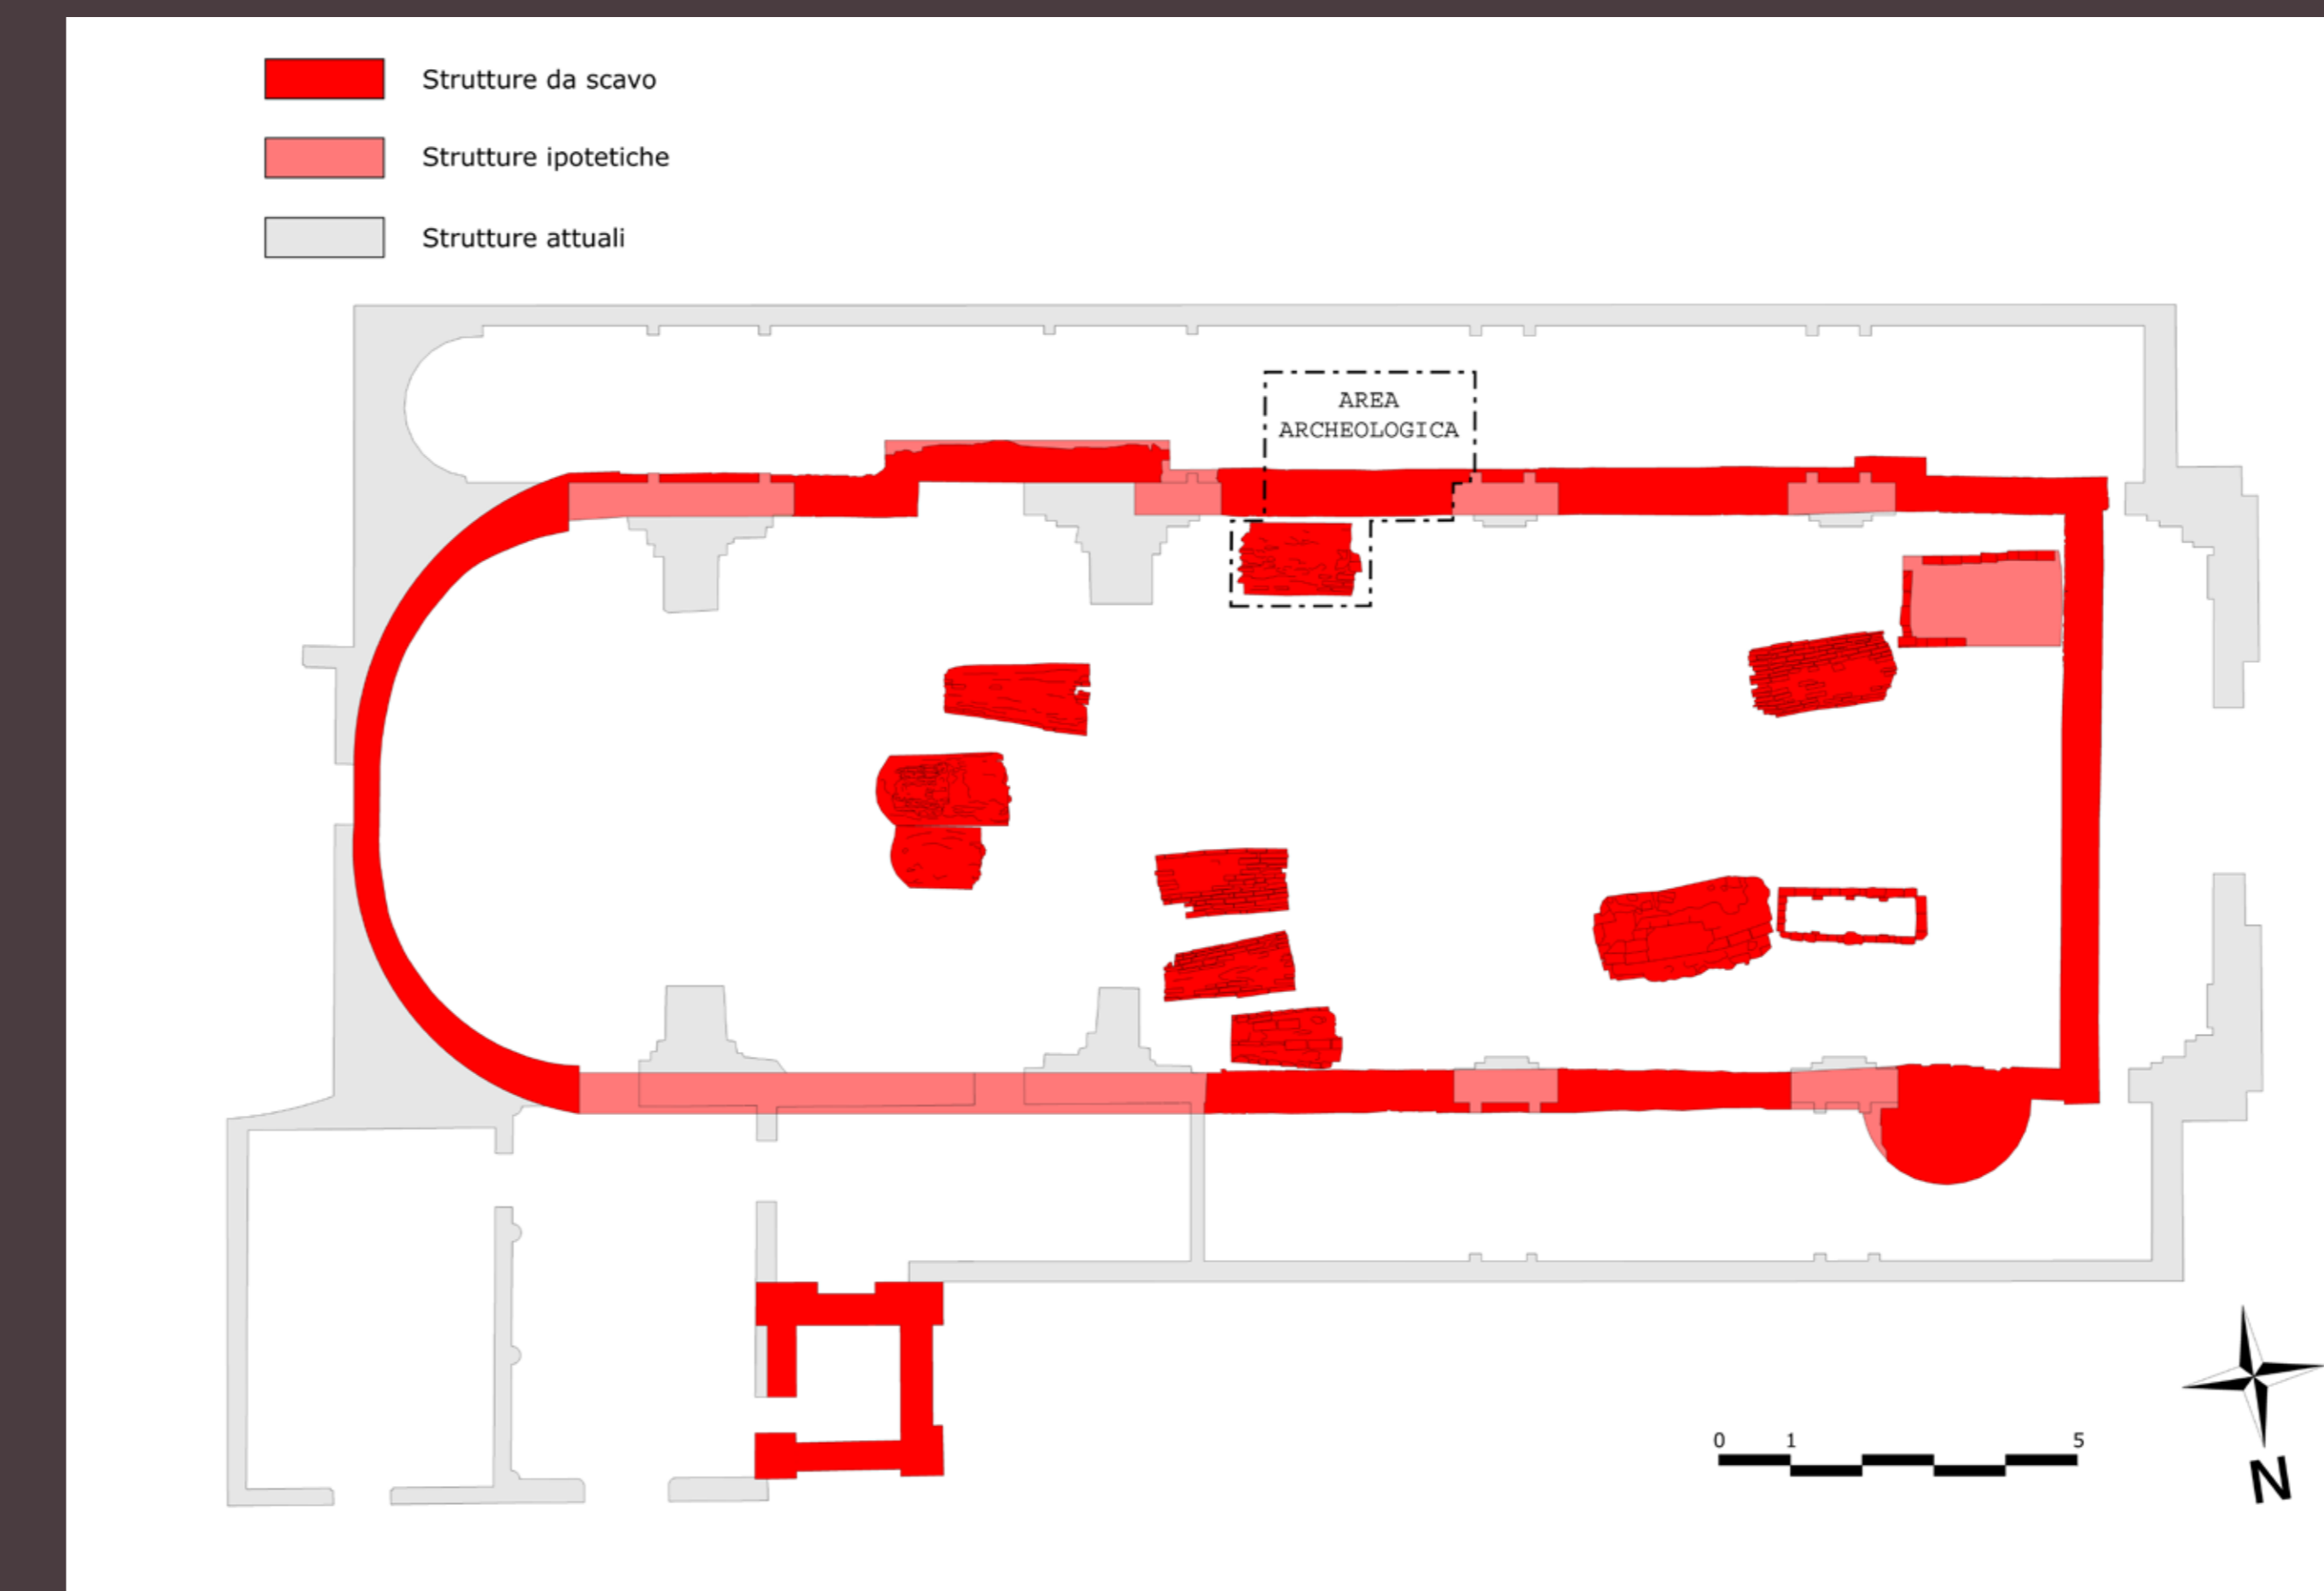 Strutture da scavo
Strutture ipotetiche
Strutture attuali
AREA
ARCHEOLOGICA
0 1 5
N